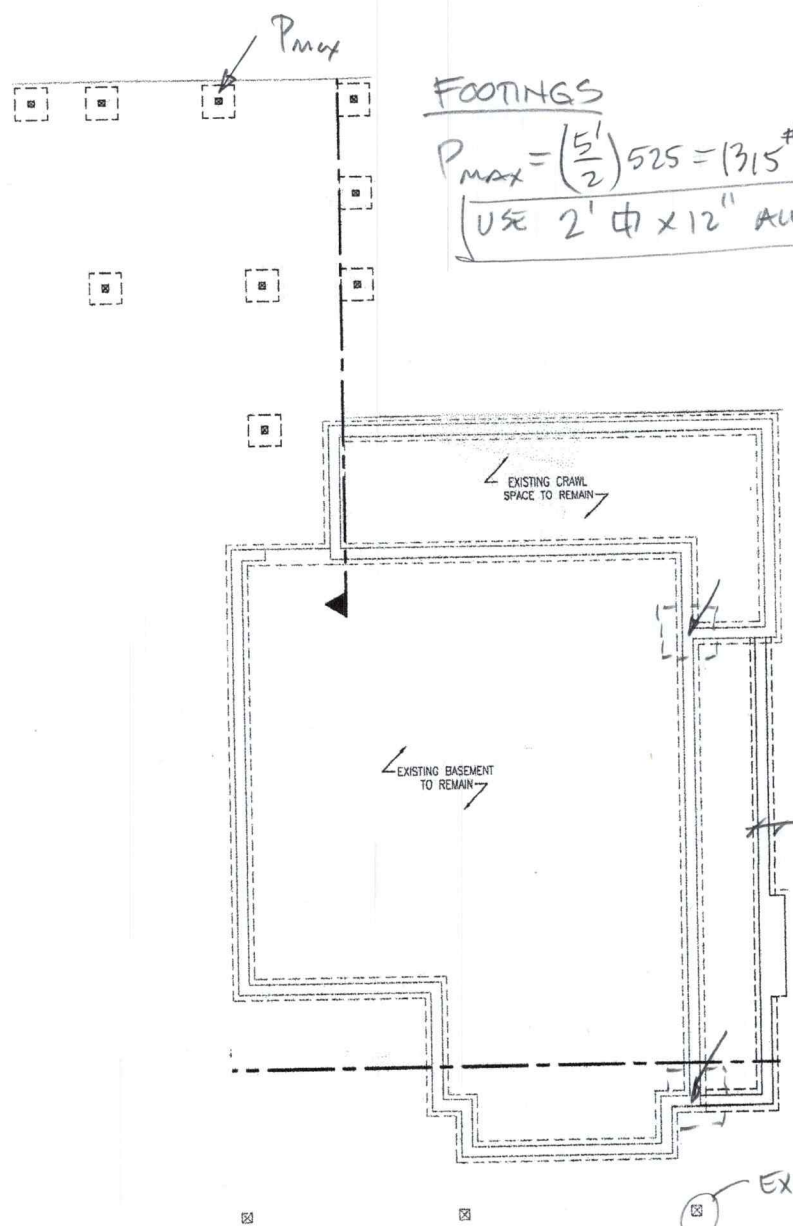 Pmax
FOOTINGS
PMAX = (5'/2) 525 = 1315#
USE 2' ⌀ x 12"
EXISTING CRAWL
SPACE TO REMAIN
EXISTING BASEMENT
TO REMAIN
EX